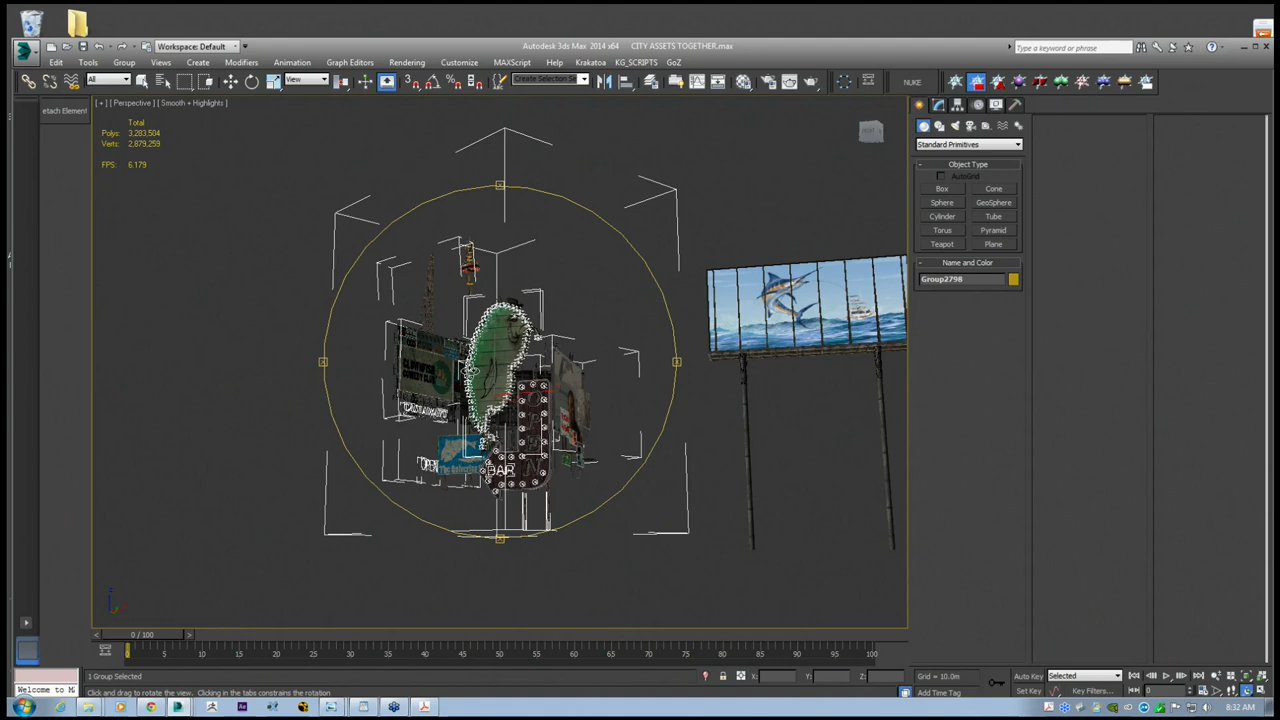 Workspace: Default
Autodesk 3ds Max 2014 x64 CITY ASSETS TOGETHER.max
Type a keyword or phrase
Edit Tools Group Views Create Modifiers Animation Graph Editors Rendering Customize MAXScript Help Krakatoa KG_SCRIPTS GoZ
All
View
Create Selection Se
NUKE
etach Element
[ + ] [ Perspective ] [ Smooth + Highlights ]
Total
Polys: 3,283,504
Verts: 2,879,259
FPS: 6.179
Standard Primitives
Object Type
AutoGrid
Box Cone
Sphere GeoSphere
Cylinder Tube
Torus Pyramid
Teapot Plane
Name and Color
Group2798
BAR
0 / 100
0 5 10 15 20 25 30 35 40 45 50 55 60 65 70 75 80 85 90 95 100
1 Group Selected
X: Y: Z:
Grid = 10.0m
Auto Key Selected
Welcome to M
Click and drag to rotate the view. Clicking in the tabs constrains the rotation
Add Time Tag
Set Key Key Filters...
0
8:32 AM